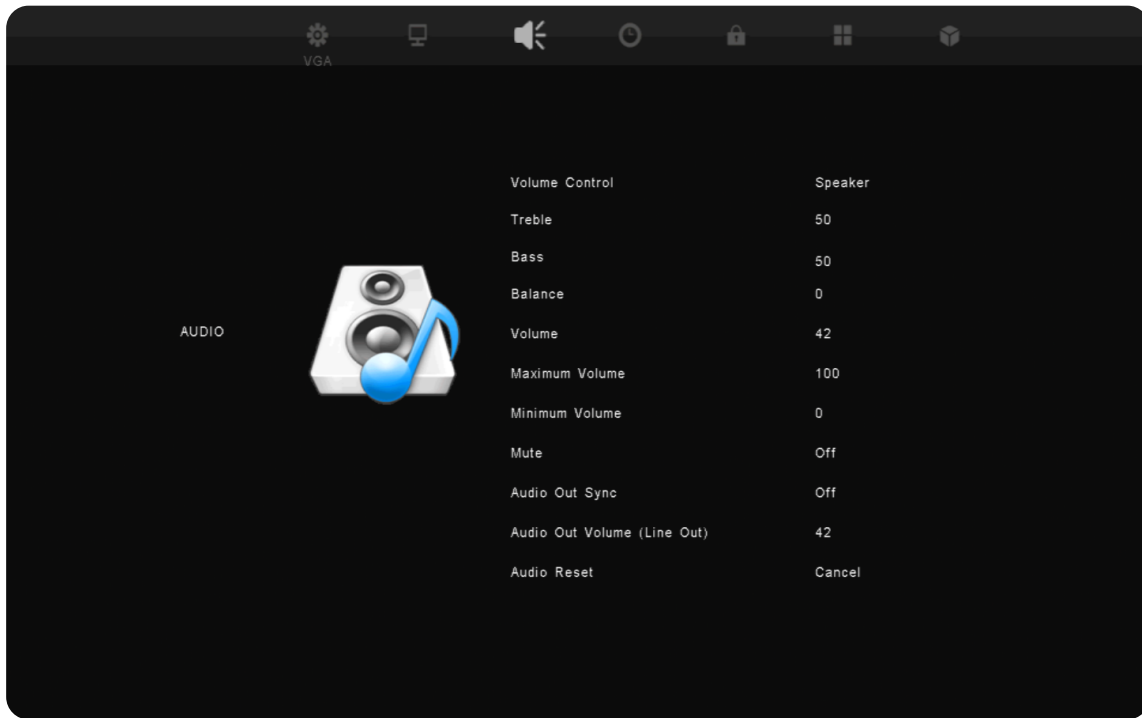 VGA
AUDIO
Volume Control Speaker
Treble 50
Bass 50
Balance 0
Volume 42
Maximum Volume 100
Minimum Volume 0
Mute Off
Audio Out Sync Off
Audio Out Volume (Line Out) 42
Audio Reset Cancel